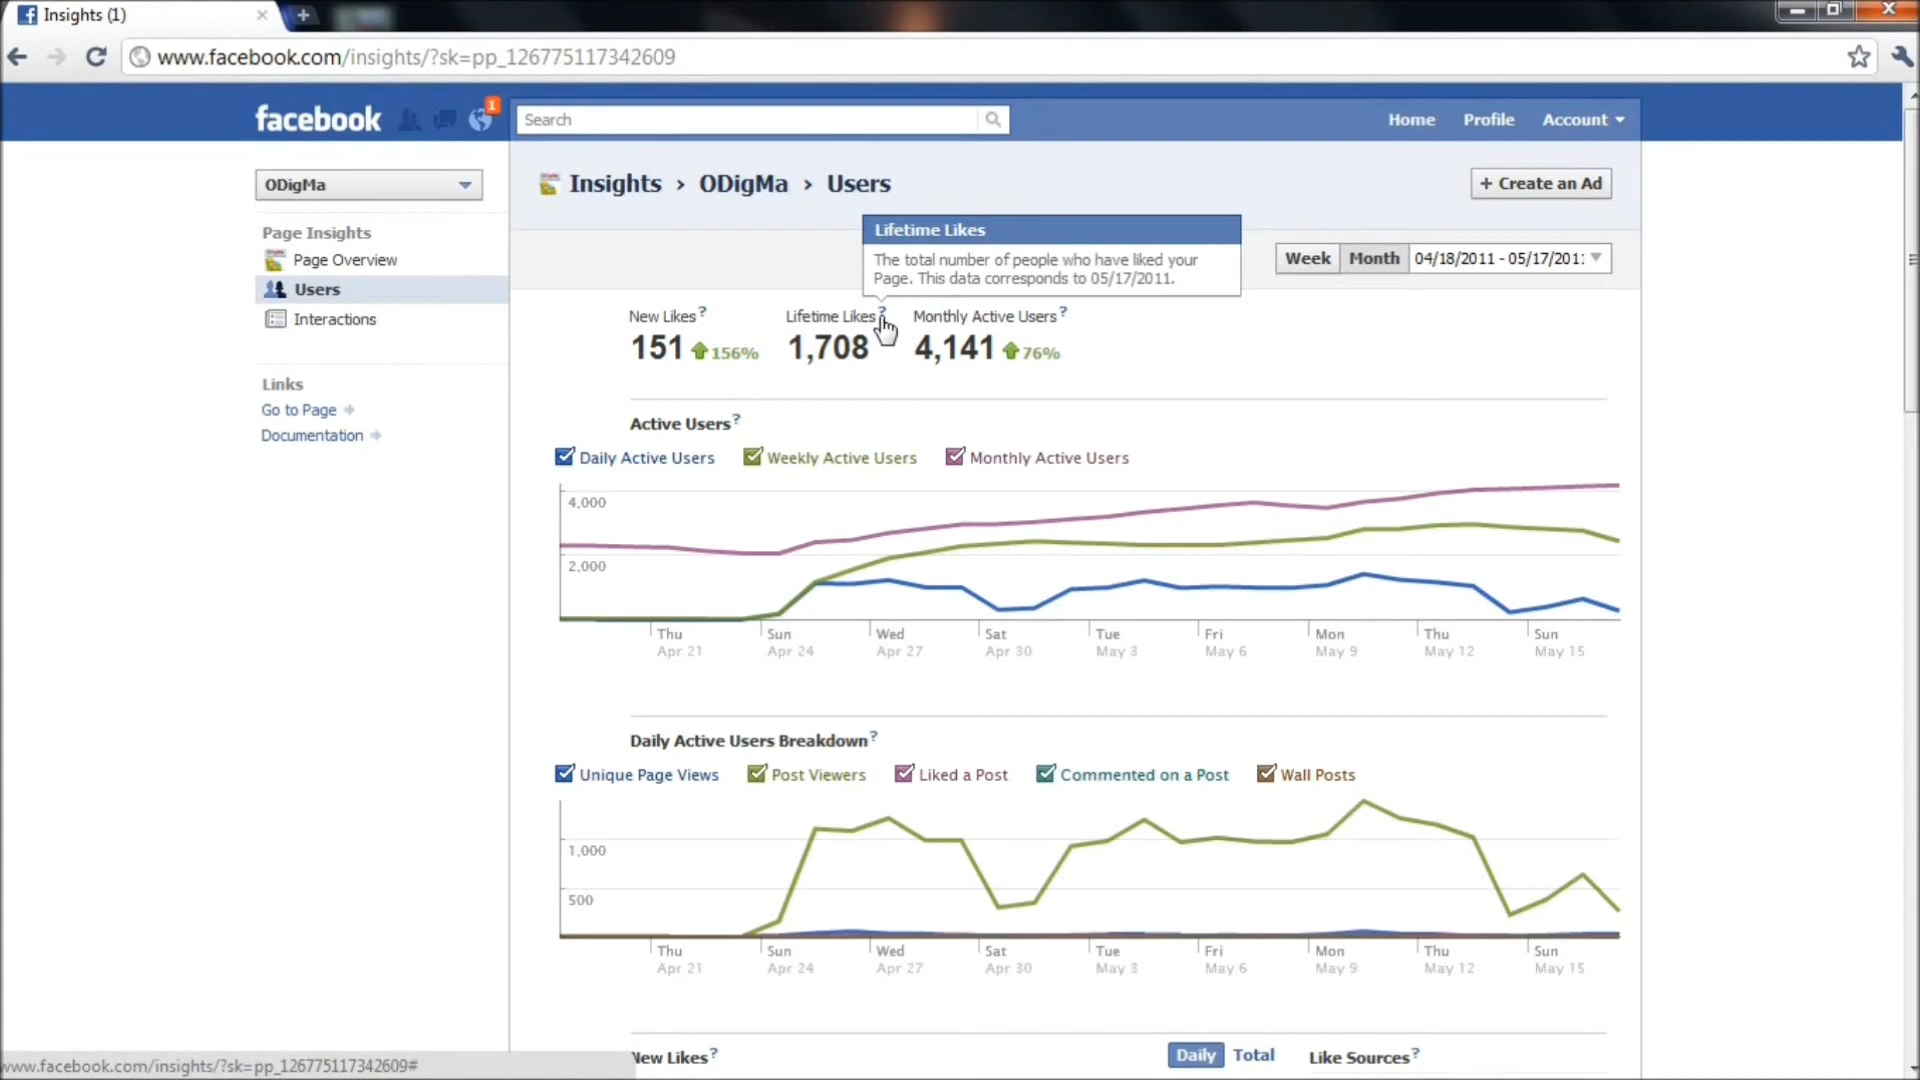 Insights (1)
www.facebook.com/insights/?sk=pp_126775117342609
facebook
1
Search
Home Profile Account
ODigMa
Insights › ODigMa › Users
+ Create an Ad
Page Insights
Page Overview
Users
Interactions
Links
Go to Page
Documentation
Lifetime Likes
The total number of people who have liked your
Page. This data corresponds to 05/17/2011.
Week Month 04/18/2011 - 05/17/201:
New Likes? Lifetime Likes? Monthly Active Users?
151 156% 1,708 4,141 76%
Active Users?
Daily Active Users Weekly Active Users Monthly Active Users
4,000
2,000
Thu Sun Wed Sat Tue Fri Mon Thu Sun
Apr 21 Apr 24 Apr 27 Apr 30 May 3 May 6 May 9 May 12 May 15
Daily Active Users Breakdown?
Unique Page Views Post Viewers Liked a Post Commented on a Post Wall Posts
1,000
500
Thu Sun Wed Sat Tue Fri Mon Thu Sun
Apr 21 Apr 24 Apr 27 Apr 30 May 3 May 6 May 9 May 12 May 15
New Likes? Daily Total Like Sources?
www.facebook.com/insights/?sk=pp_126775117342609#